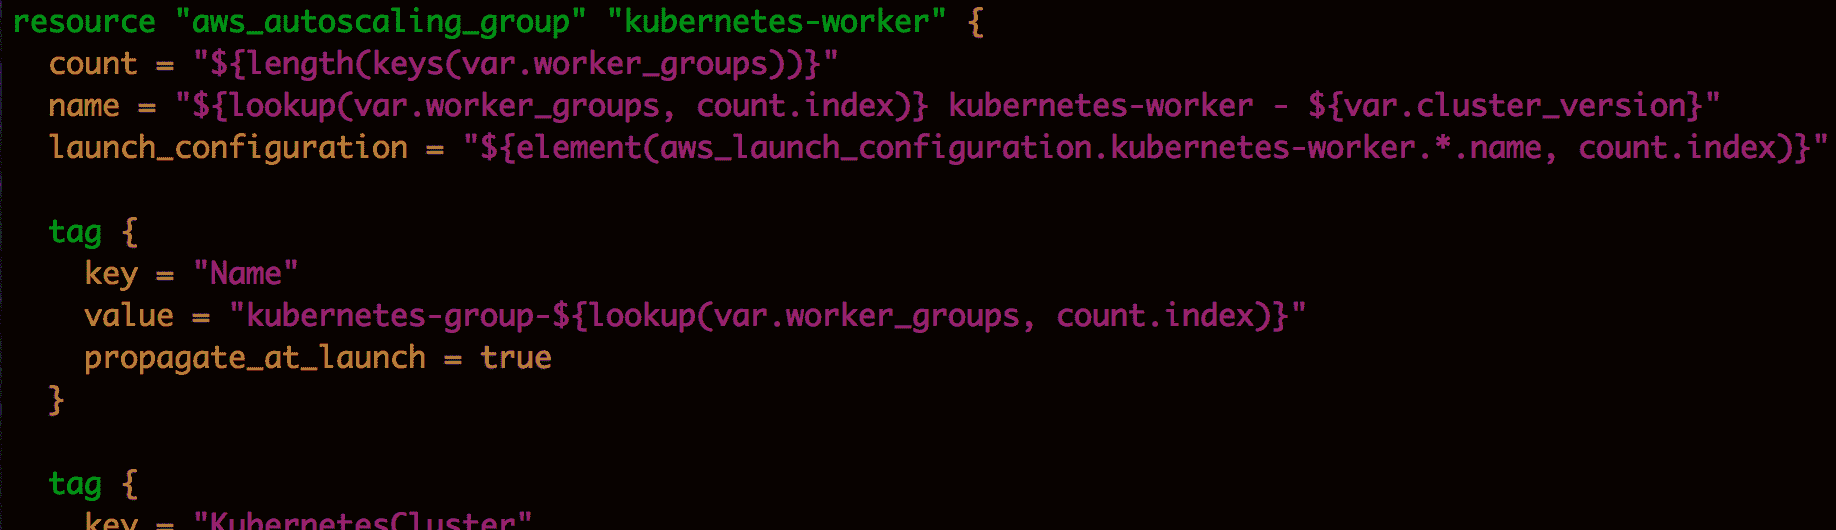 resource "aws_autoscaling_group" "kubernetes-worker" {
  count = "${length(keys(var.worker_groups))}"
  name = "${lookup(var.worker_groups, count.index)} kubernetes-worker - ${var.cluster_version}"
  launch_configuration = "${element(aws_launch_configuration.kubernetes-worker.*.name, count.index)}"
  tag {
    key = "Name"
    value = "kubernetes-group-${lookup(var.worker_groups, count.index)}"
    propagate_at_launch = true
  }
  tag {
    key = "KubernetesCluster"